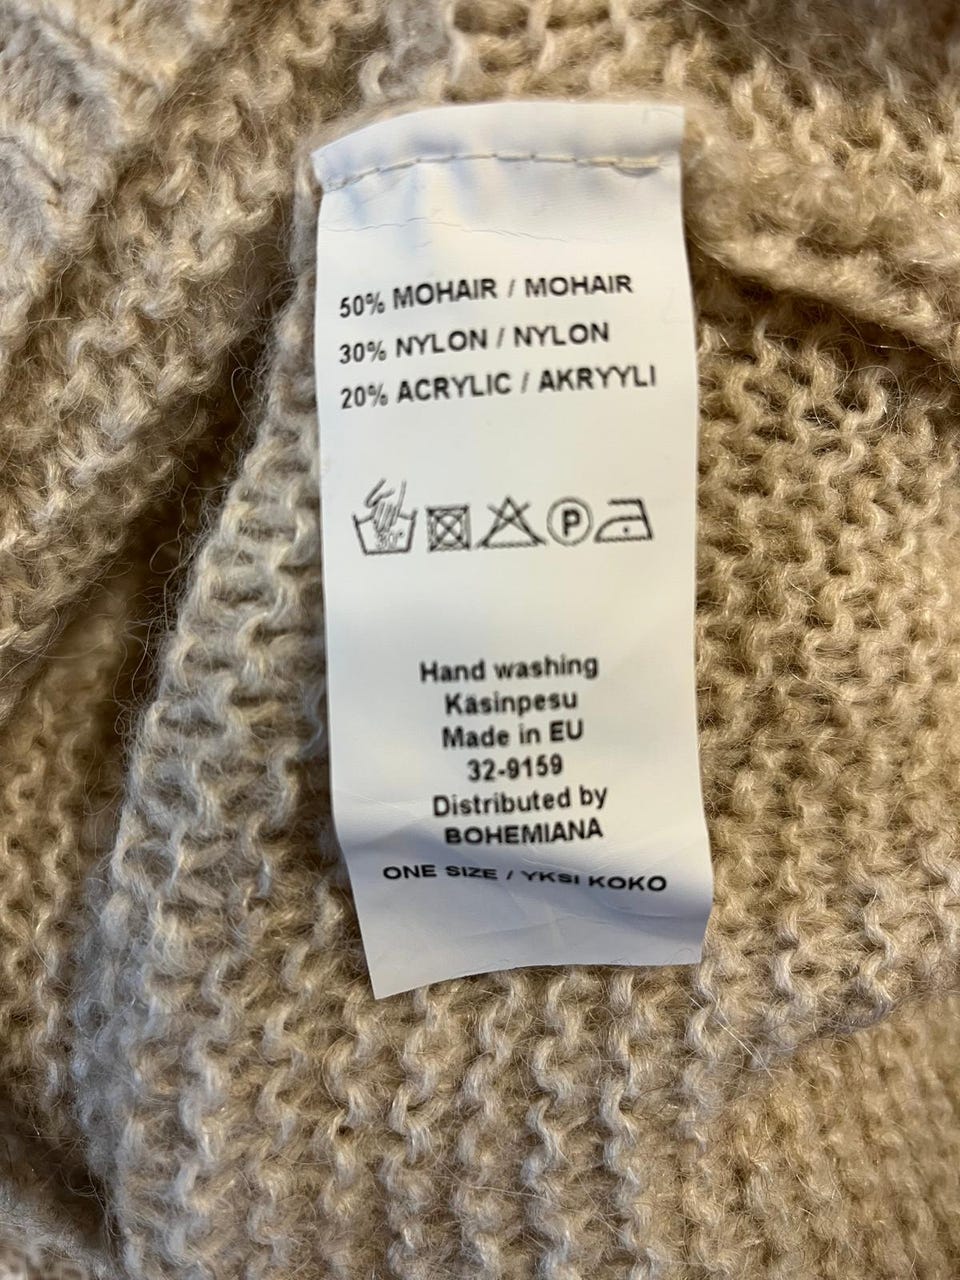 50% MOHAIR / MOHAIR
30% NYLON / NYLON
20% ACRYLIC / AKRYYLI
30° P
Hand washing
Käsinpesu
Made in EU
32-9159
Distributed by
BOHEMIANA
ONE SIZE / YKSI KOKO